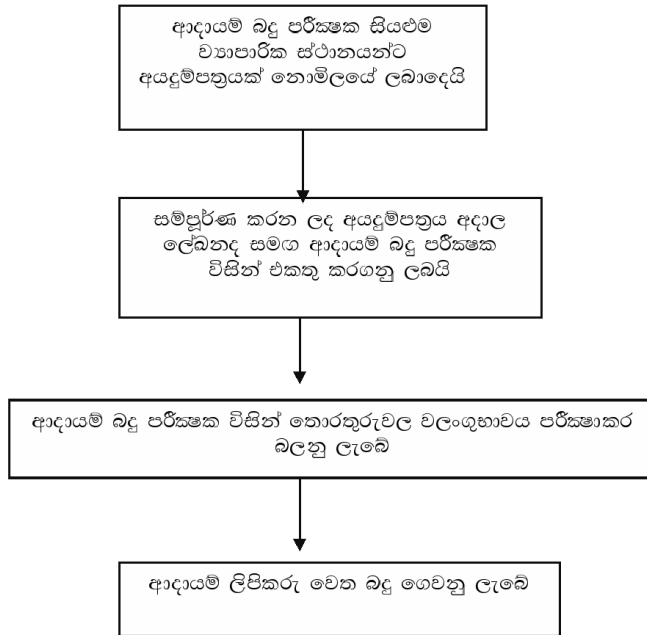 ආදායම් බදු පරීක්‍ෂක සියළුම
ව්‍යාපාරික ස්ථානයන්ට
අයදුම්පත්‍රයක් නොමිලයේ ලබාදෙයි
සම්පූර්ණ කරන ලද අයදුම්පත්‍රය අදාල
ලේඛනද සමග ආදායම් බදු පරීක්‍ෂක
විසින් එකතු කරගනු ලබයි
ආදායම් බදු පරීක්‍ෂක විසින් තොරතුරුවල වලංගුභාවය පරීක්‍ෂාකර
බලනු ලැබේ
ආදායම් ලිපිකරු වෙත බදු ගෙවනු ලැබේ